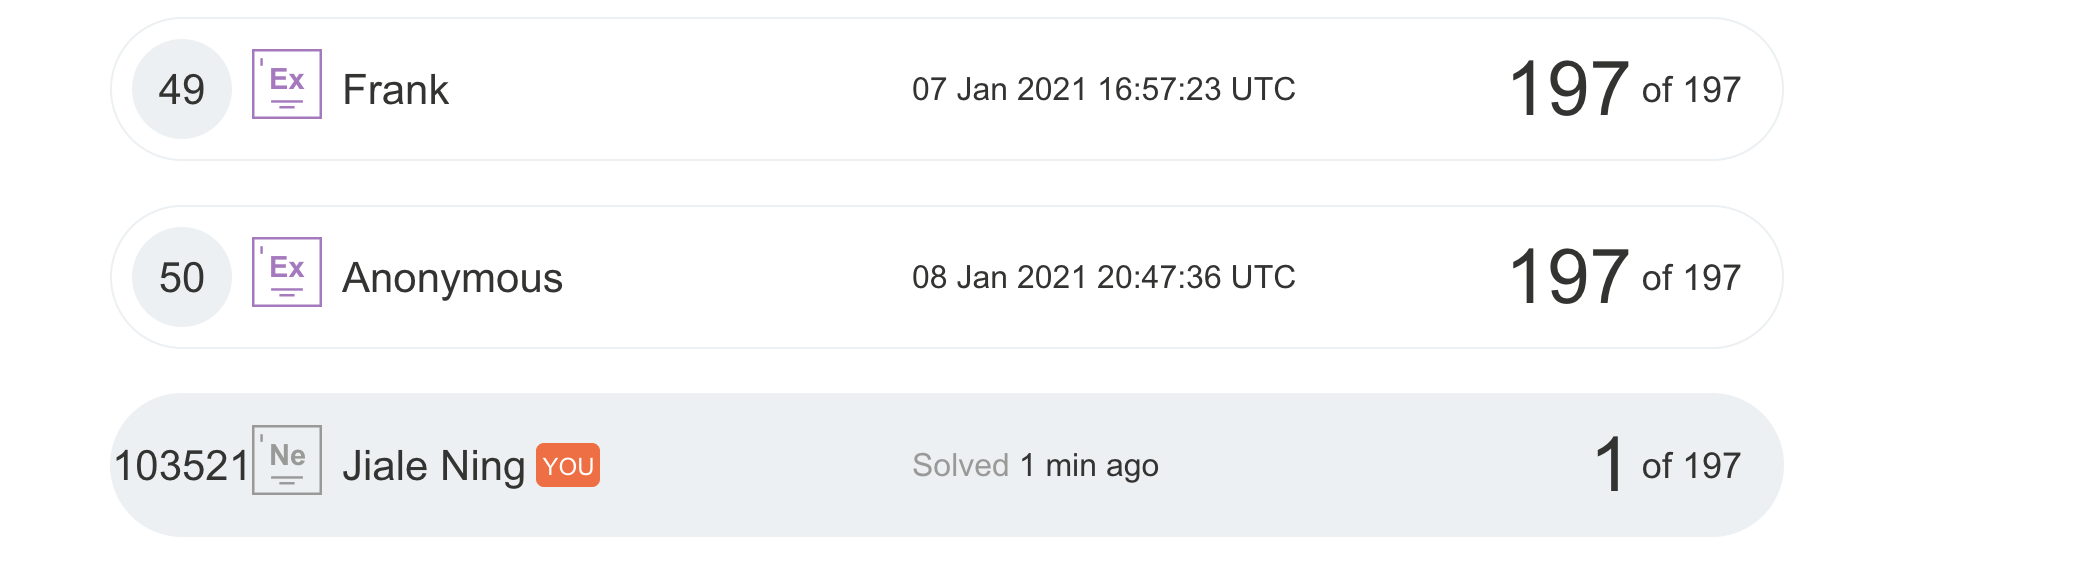 49 Ex Frank 07 Jan 2021 16:57:23 UTC 197 of 197
50 Ex Anonymous 08 Jan 2021 20:47:36 UTC 197 of 197
103521 Ne Jiale Ning YOU Solved 1 min ago 1 of 197